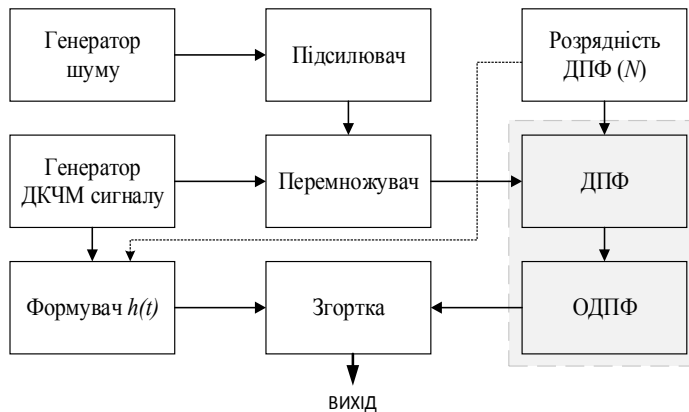 Генератор
шуму
Підсилювач
Розрядність
ДПФ (N)
Генератор
ДКЧМ сигналу
Перемножувач
ДПФ
Формувач h(t)
Згортка
ОДПФ
ВИХІД